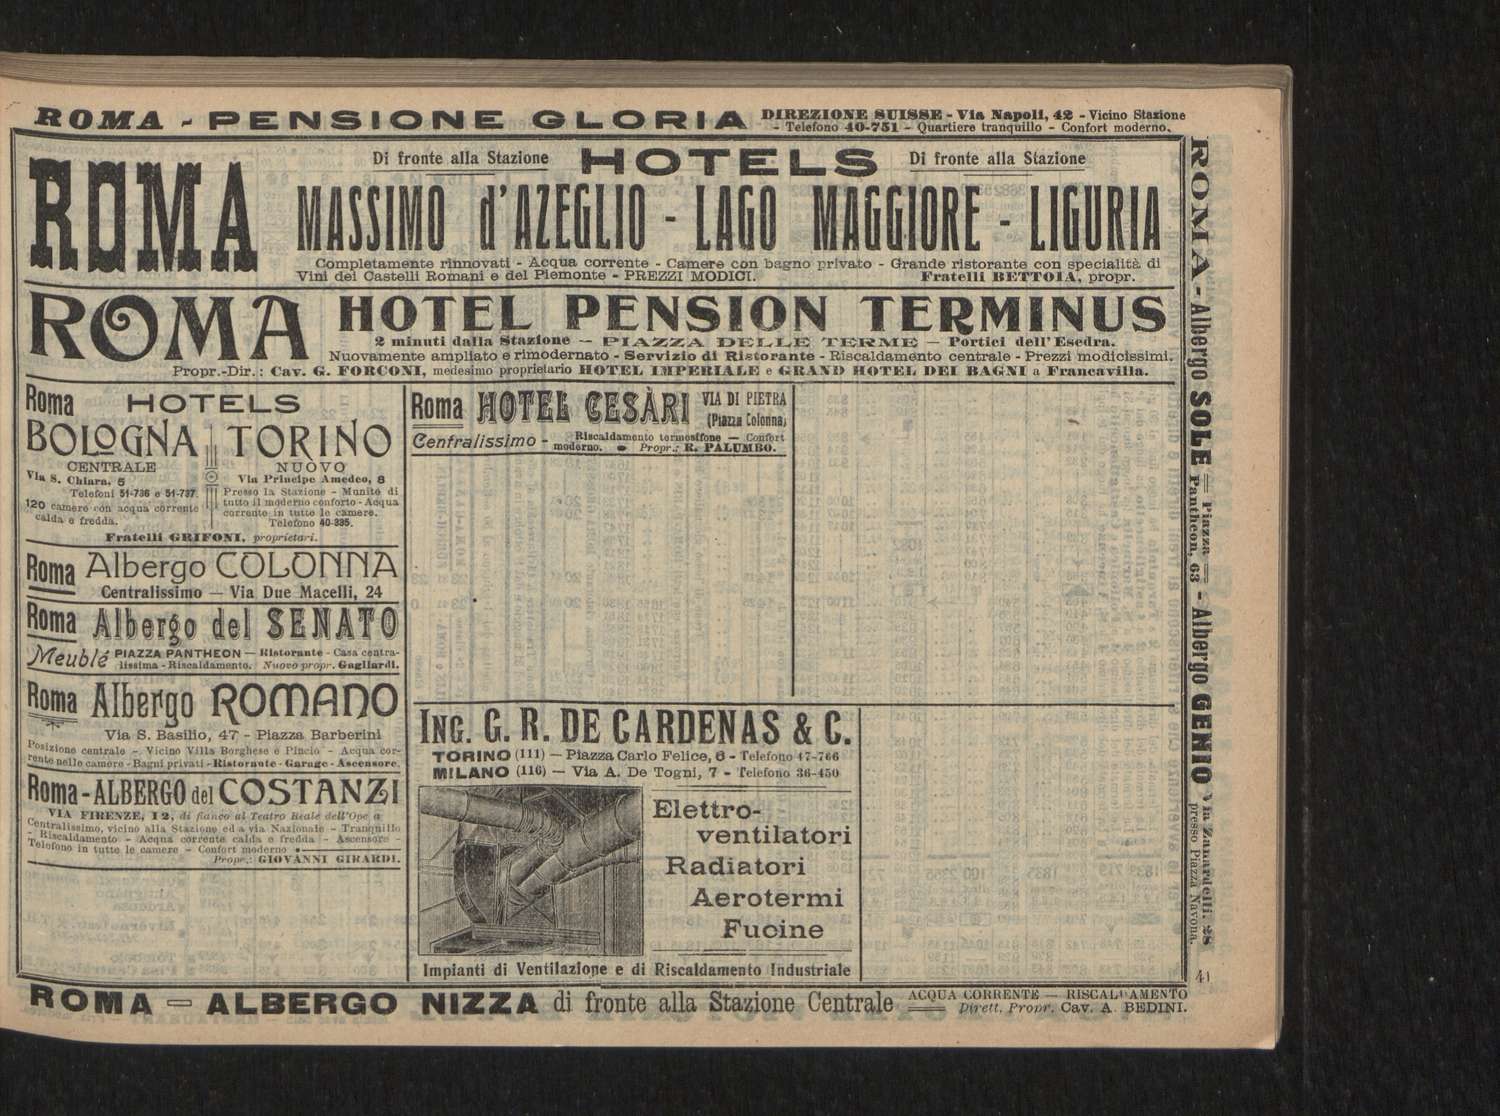 ROMA - PENSIONE GLORIA DIREZIONE SUISSE - Via Napoli, 42 - Vicino Stazione
- Telefono 40-751 - Quartiere tranquillo - Confort moderno.
ROMA
Di fronte alla Stazione HOTELS Di fronte alla Stazione
MASSIMO d'AZEGLIO - LAGO MAGGIORE - LIGURIA
Completamente rinnovati - Acqua corrente - Camere con bagno privato - Grande ristorante con specialità di
Vini dei Castelli Romani e del Piemonte - PREZZI MODICI. Fratelli BETTOIA, propr.
ROMA HOTEL PENSION TERMINUS
2 minuti dalla Stazione — PIAZZA DELLE TERME — Portici dell'Esedra.
Nuovamente ampliato e rimodernato - Servizio di Ristorante - Riscaldamento centrale - Prezzi modicissimi.
Propr.-Dir.: Cav. G. FORCONI, medesimo proprietario HOTEL IMPERIALE e GRAND HOTEL DEI BAGNI a Francavilla.
Roma HOTELS
BOLOGNA
CENTRALE
Via S. Chiara, 5
Telefoni 51-736 e 51-737.
120 camere con acqua corrente
calda e fredda.
TORINO
NUOVO
Via Principe Amedeo, 8
Presso la Stazione - Munito di
tutto il moderno conforto - Acqua
corrente in tutte le camere.
Telefono 40-335.
Fratelli GRIFONI, proprietari.
Roma Albergo COLONNA
Centralissimo — Via Due Macelli, 24
Roma Albergo del SENATO
Meublé PIAZZA PANTHEON — Ristorante - Casa centra-
lissima - Riscaldamento. Nuovo propr. Gagliardi.
Roma Albergo ROMANO
Via S. Basilio, 47 - Piazza Barberini
Posizione centrale - Vicino Villa Borghese e Pincio - Acqua cor-
rente nelle camere - Bagni privati - Ristorante - Garage - Ascensore.
Roma - ALBERGO del COSTANZI
VIA FIRENZE, 12, di fianco al Teatro Reale dell'Ope a
Centralissimo, vicino alla Stazione ed a via Nazionale - Tranquillo
- Riscaldamento - Acqua corrente calda e fredda - Ascensore
Telefono in tutte le camere - Confort moderno
Propr.: GIOVANNI GIRARDI.
Roma HOTEL CESÀRI VIA DI PIETRA
(Piazza Colonna)
Centralissimo - Riscaldamento termosifone — Confort
moderno. Propr.: R. PALUMBO.
ING. G. R. DE CARDENAS & C.
TORINO (111) — Piazza Carlo Felice, 6 - Telefono 47-766
MILANO (116) — Via A. De Togni, 7 - Telefono 36-450
Elettro-
ventilatori
Radiatori
Aerotermi
Fucine
Impianti di Ventilazione e di Riscaldamento Industriale
ROMA - Albergo SOLE = Piazza = Pantheon, 63 - Albergo GENIO Via Zanardelli, 28 presso Piazza Navona.
41
ROMA = ALBERGO NIZZA di fronte alla Stazione Centrale ACQUA CORRENTE — RISCALDAMENTO
Dirett. Propr. Cav. A. BEDINI.